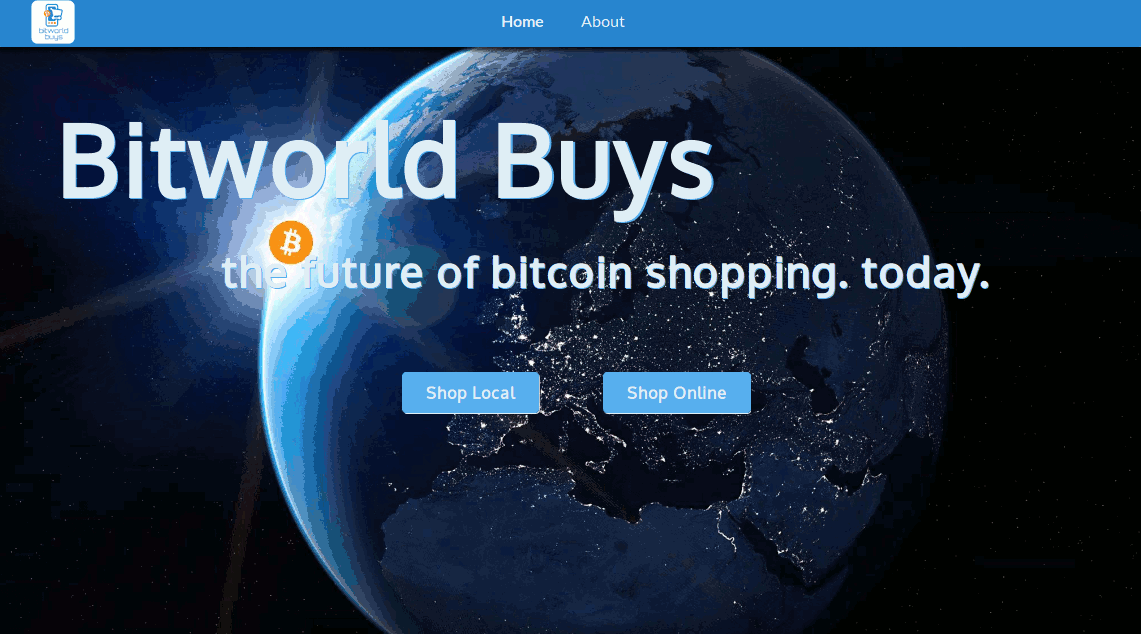 bitworld
buys
Home About
Bitworld Buys
the future of bitcoin shopping. today.
Shop Local Shop Online